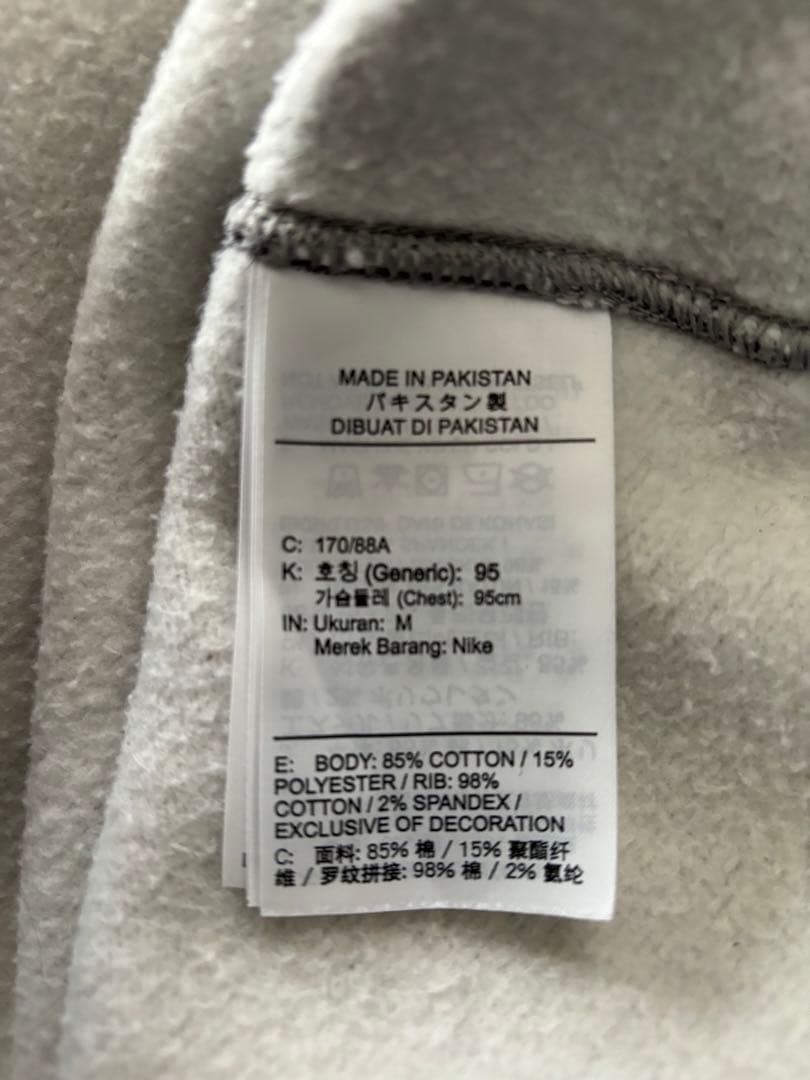 MADE IN PAKISTAN
パキスタン製
DIBUAT DI PAKISTAN
C: 170/88A
K: 호칭 (Generic): 95
가슴둘레 (Chest): 95cm
IN: Ukuran: M
Merek Barang: Nike
E: BODY: 85% COTTON / 15%
POLYESTER / RIB: 98%
COTTON / 2% SPANDEX /
EXCLUSIVE OF DECORATION
C: 面料: 85% 棉 / 15% 聚酯纤
维 / 罗纹拼接: 98% 棉 / 2% 氨纶